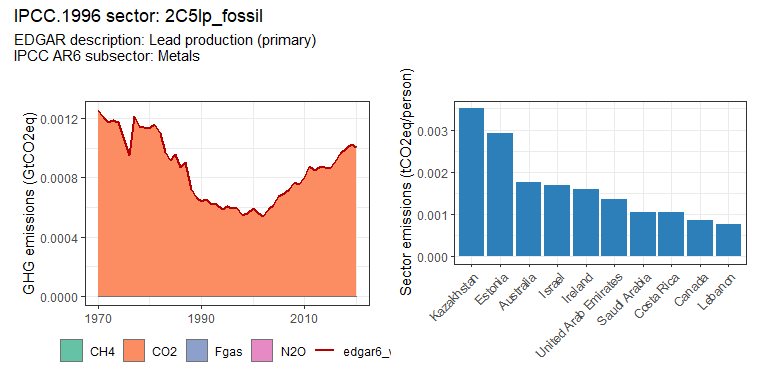 IPCC.1996 sector: 2C5lp_fossil
EDGAR description: Lead production (primary)
IPCC AR6 subsector: Metals
GHG emissions (GtCO2eq)
0.0012
0.0008
0.0004
0.0000
1970
1990
2010
CH4
CO2
Fgas
N2O
edgar6_
Sector emissions (tCO2eq/person)
0.003
0.002
0.001
0.000
Kazakhstan
Estonia
Australia
Israel
Ireland
United Arab Emirates
Saudi Arabia
Costa Rica
Canada
Lebanon